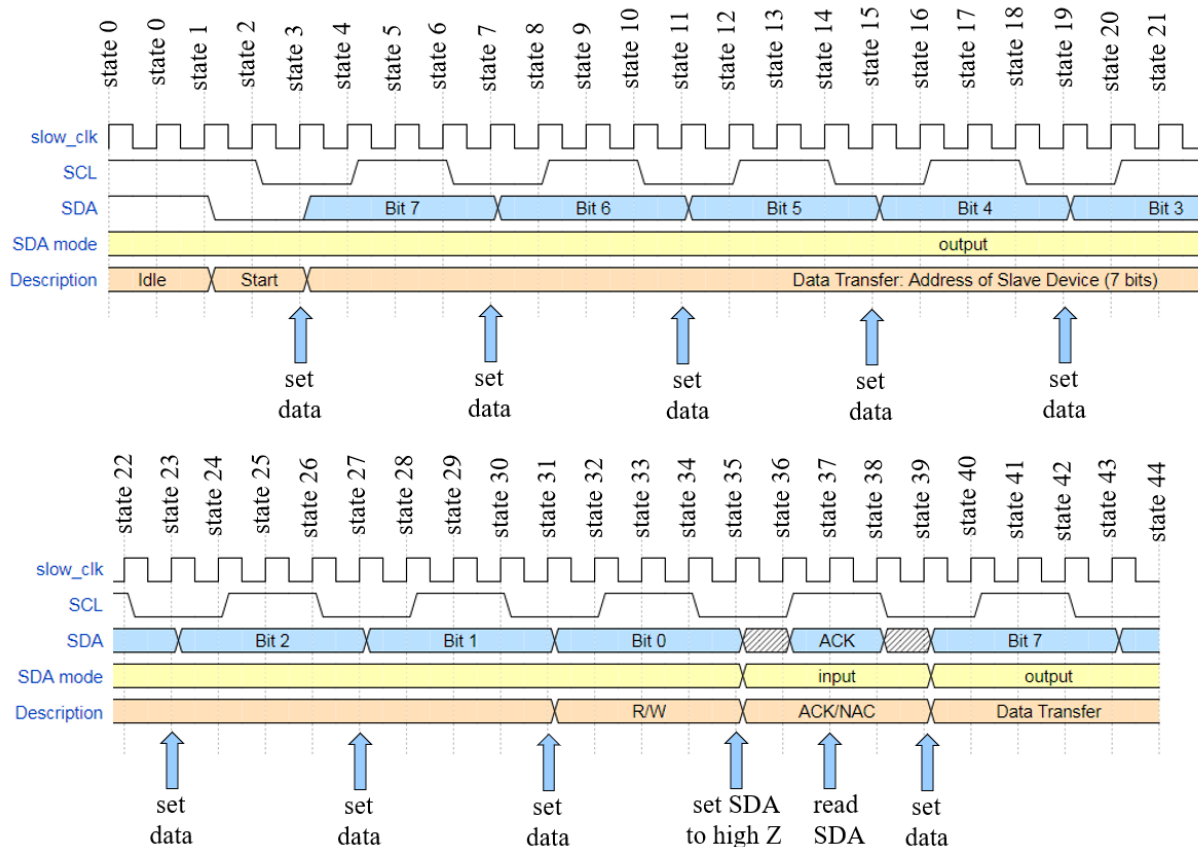 state 0 state 0 state 1 state 2 state 3 state 4 state 5 state 6 state 7 state 8 state 9 state 10 state 11 state 12 state 13 state 14 state 15 state 16 state 17 state 18 state 19 state 20 state 21
slow_clk
SCL
SDA Bit 7 Bit 6 Bit 5 Bit 4 Bit 3
SDA mode output
Description Idle Start Data Transfer: Address of Slave Device (7 bits)
set set set set set
data data data data data
state 22 state 23 state 24 state 25 state 26 state 27 state 28 state 29 state 30 state 31 state 32 state 33 state 34 state 35 state 36 state 37 state 38 state 39 state 40 state 41 state 42 state 43 state 44
slow_clk
SCL
SDA Bit 2 Bit 1 Bit 0 ACK Bit 7
SDA mode input output
Description R/W ACK/NAC Data Transfer
set set set set SDA read set
data data data to high Z SDA data